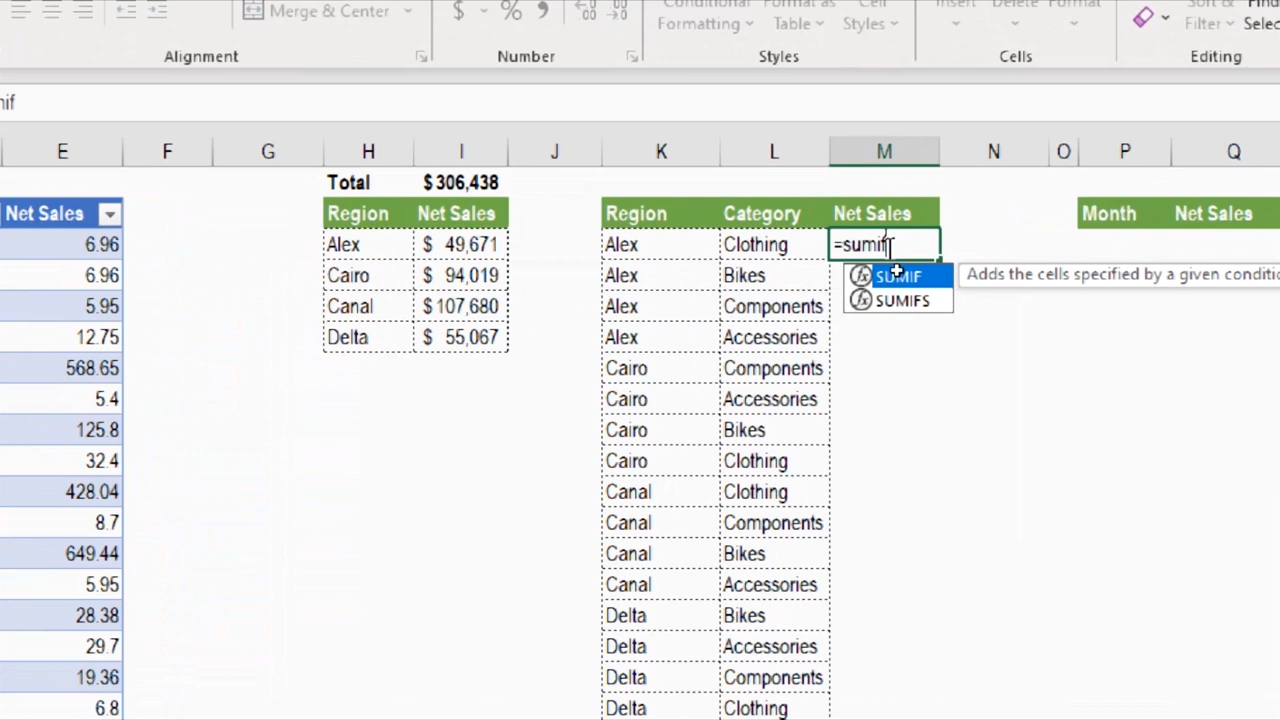 Merge & Center
$ % 9
Conditional Format as Cell Insert Delete Format Sort & Find
Formatting Table Styles Filter Selec
Alignment Number Styles Cells Editing
nif
E F G H I J K L M N O P Q
Total $ 306,438
Net Sales Region Net Sales Region Category Net Sales Month Net Sales
6.96 Alex $ 49,671 Alex Clothing =sumif
6.96 Cairo $ 94,019 Alex Bikes SUMIF Adds the cells specified by a given conditio
5.95 Canal $ 107,680 Alex Components SUMIFS
12.75 Delta $ 55,067 Alex Accessories
568.65 Cairo Components
5.4 Cairo Accessories
125.8 Cairo Bikes
32.4 Cairo Clothing
428.04 Canal Clothing
8.7 Canal Components
649.44 Canal Bikes
5.95 Canal Accessories
28.38 Delta Bikes
29.7 Delta Accessories
19.36 Delta Components
6.8 Delta Clothing